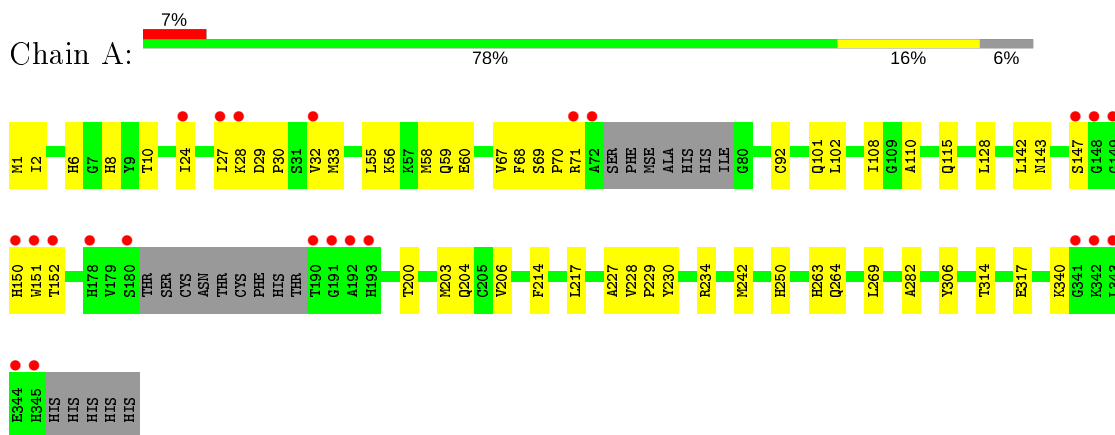 7%
Chain A:
78% 16% 6%
M1 I2 H6 G7 H8 Y9 T10 I24 I27 K28 D29 P30 S31 V32 M33 L55 K56 K57 M58 Q59 E60 V67 F68 S69 P70 R71 A72 SER PHE MSE ALA HIS HIS ILE G80 C92 Q101 L102 I108 G109 A110 Q115 L128 L142 N143 S147 G148 G149
H150 W151 T152 H178 V179 S180 THR SER CYS ASN THR CYS PHE HIS THR T190 G191 A192 H193 T200 M203 Q204 C205 V206 F214 L217 A227 V228 P229 Y230 R234 M242 H250 H263 Q264 L269 A282 Y306 T314 E317 K340 G341 K342 L343
E344 H345 HIS HIS HIS HIS HIS